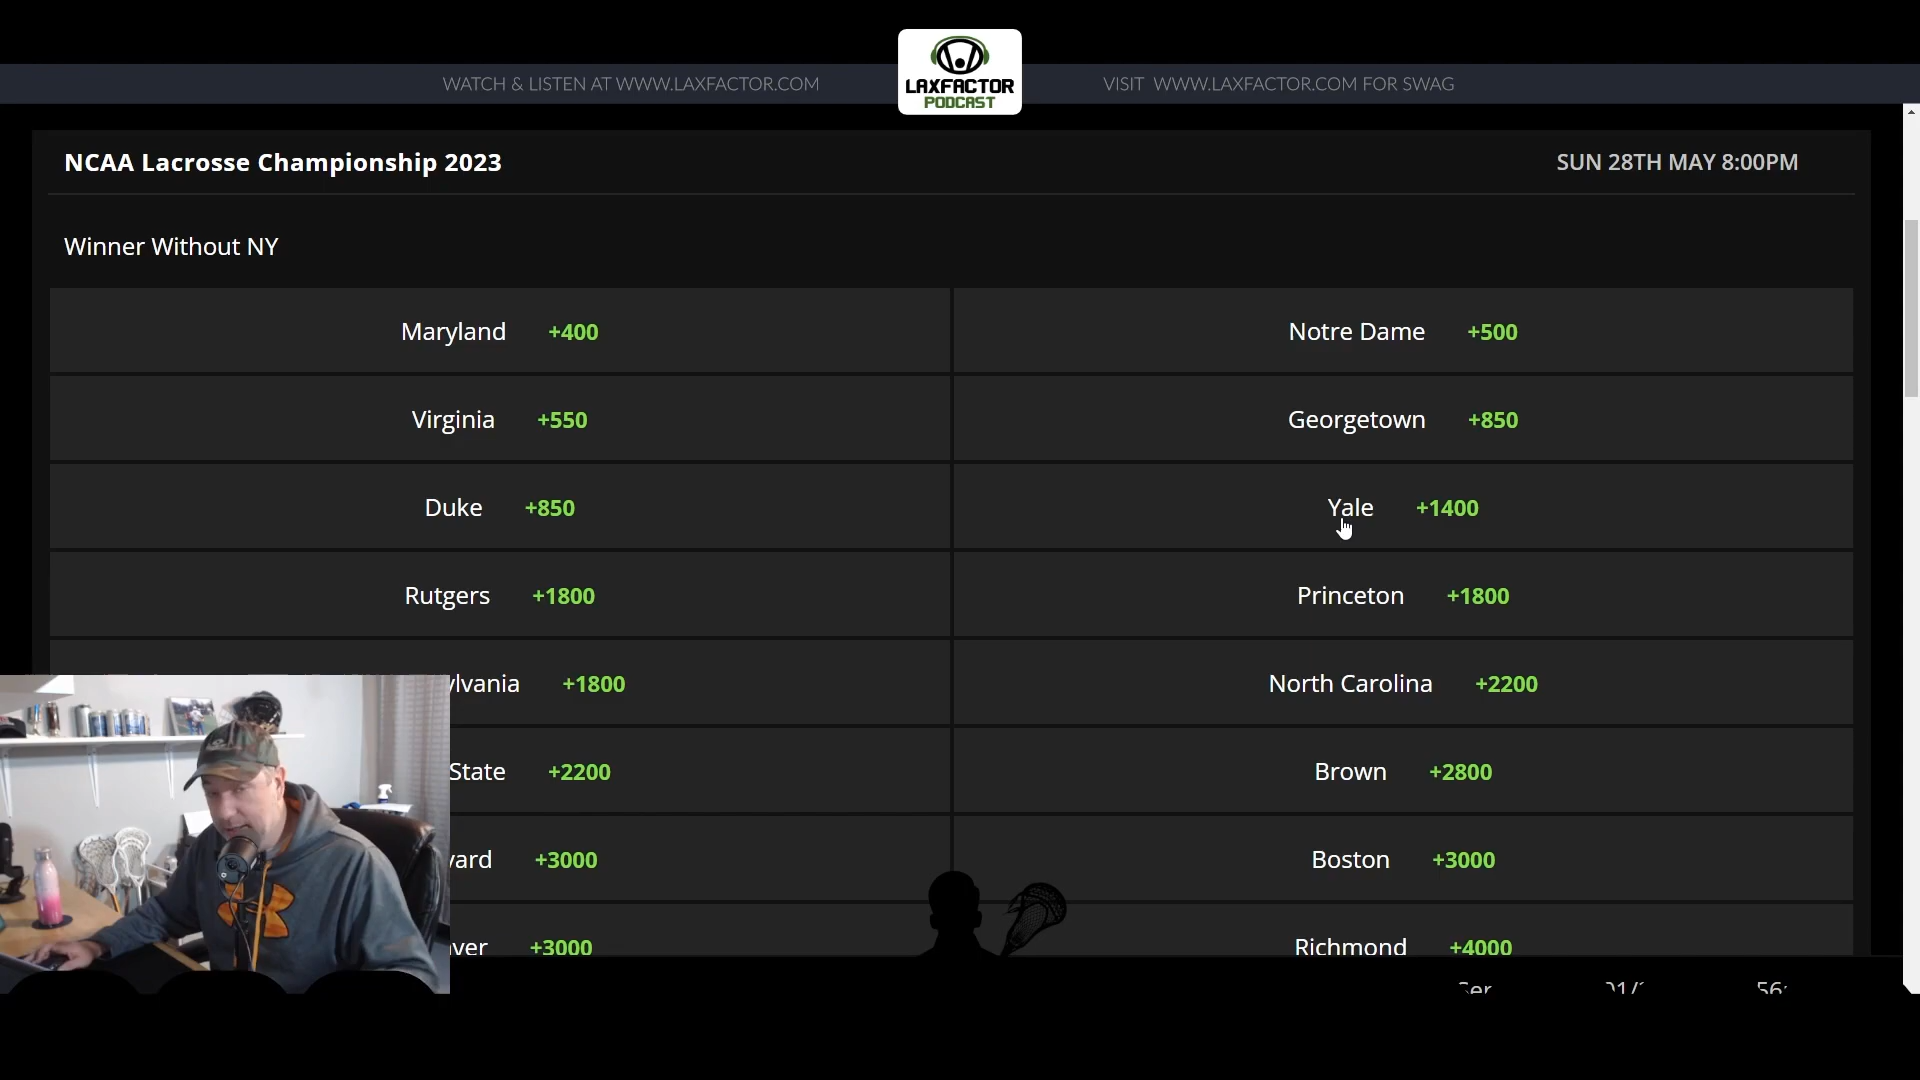 WATCH & LISTEN AT WWW.LAXFACTOR.COM
LAXFACTOR
PODCAST
VISIT WWW.LAXFACTOR.COM FOR SWAG
NCAA Lacrosse Championship 2023
SUN 28TH MAY 8:00PM
Winner Without NY
Maryland +400
Notre Dame +500
Virginia +550
Georgetown +850
Duke +850
Yale +1400
Rutgers +1800
Princeton +1800
ylvania +1800
North Carolina +2200
State +2200
Brown +2800
vard +3000
Boston +3000
ver +3000
Richmond +4000